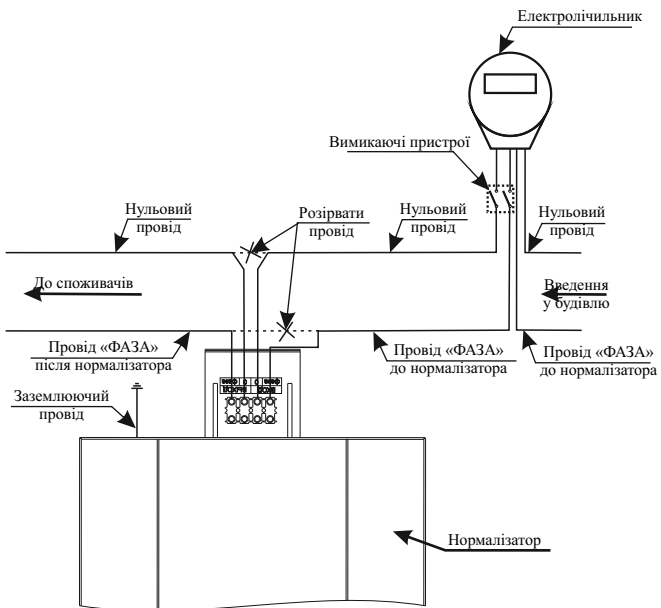 Електролічильник
Вимикаючі пристрої
Нульовий
провід
Розірвати
провід
Нульовий
провід
Нульовий
провід
До споживачів
Введення
у будівлю
Провід «ФАЗА»
після нормалізатора
Провід «ФАЗА»
до нормалізатора
Провід «ФАЗА»
до нормалізатора
Заземлюючий
провід
Нормалізатор